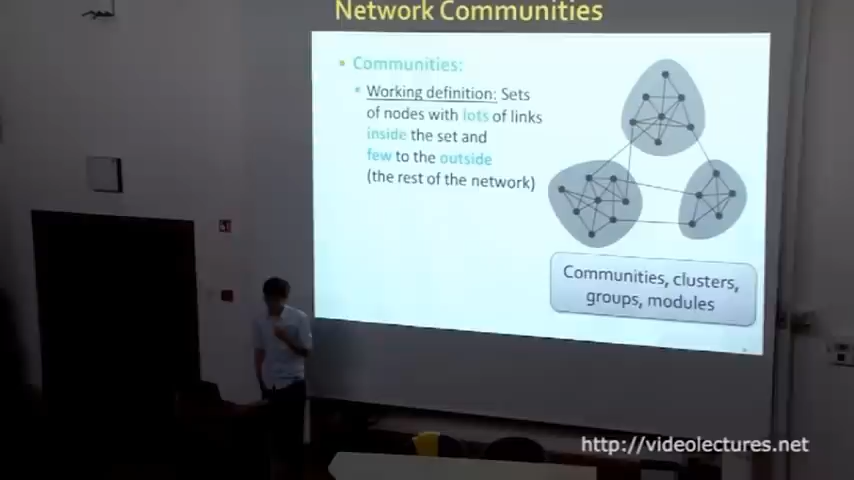 Network Communities
Communities:
Working definition: Sets
of nodes with lots of links
inside the set and
few to the outside
(the rest of the network)
Communities, clusters,
groups, modules
http://videolectures.net